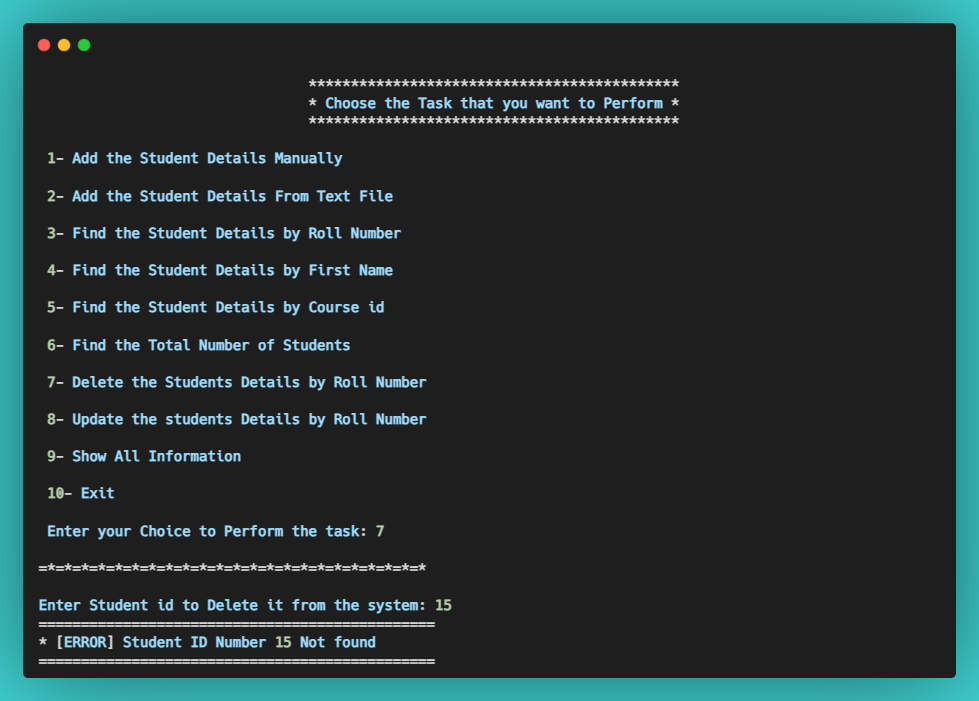 ********************************************
* Choose the Task that you want to Perform *
********************************************
1- Add the Student Details Manually
2- Add the Student Details From Text File
3- Find the Student Details by Roll Number
4- Find the Student Details by First Name
5- Find the Student Details by Course id
6- Find the Total Number of Students
7- Delete the Students Details by Roll Number
8- Update the students Details by Roll Number
9- Show All Information
10- Exit
Enter your Choice to Perform the task: 7
=*=*=*=*=*=*=*=*=*=*=*=*=*=*=*=*=*=*=*=*=*=*=*
Enter Student id to Delete it from the system: 15
===============================================
* [ERROR] Student ID Number 15 Not found
===============================================